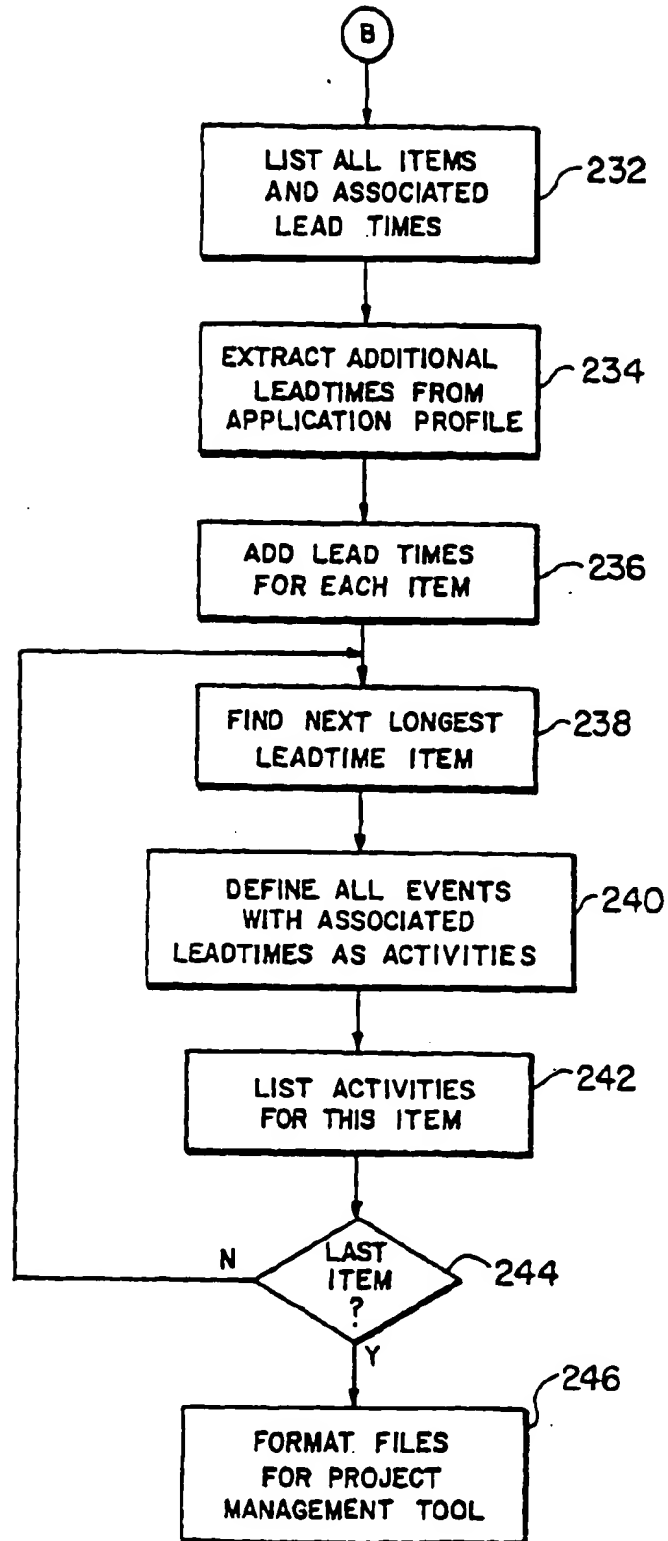 B
LIST ALL ITEMS
AND ASSOCIATED
LEAD TIMES
232
EXTRACT ADDITIONAL
LEADTIMES FROM
APPLICATION PROFILE
234
ADD LEAD TIMES
FOR EACH ITEM
236
FIND NEXT LONGEST
LEADTIME ITEM
238
DEFINE ALL EVENTS
WITH ASSOCIATED
LEADTIMES AS ACTIVITIES
240
LIST ACTIVITIES
FOR THIS ITEM
242
N
LAST
ITEM
?
244
Y
FORMAT FILES
FOR PROJECT
MANAGEMENT TOOL
246